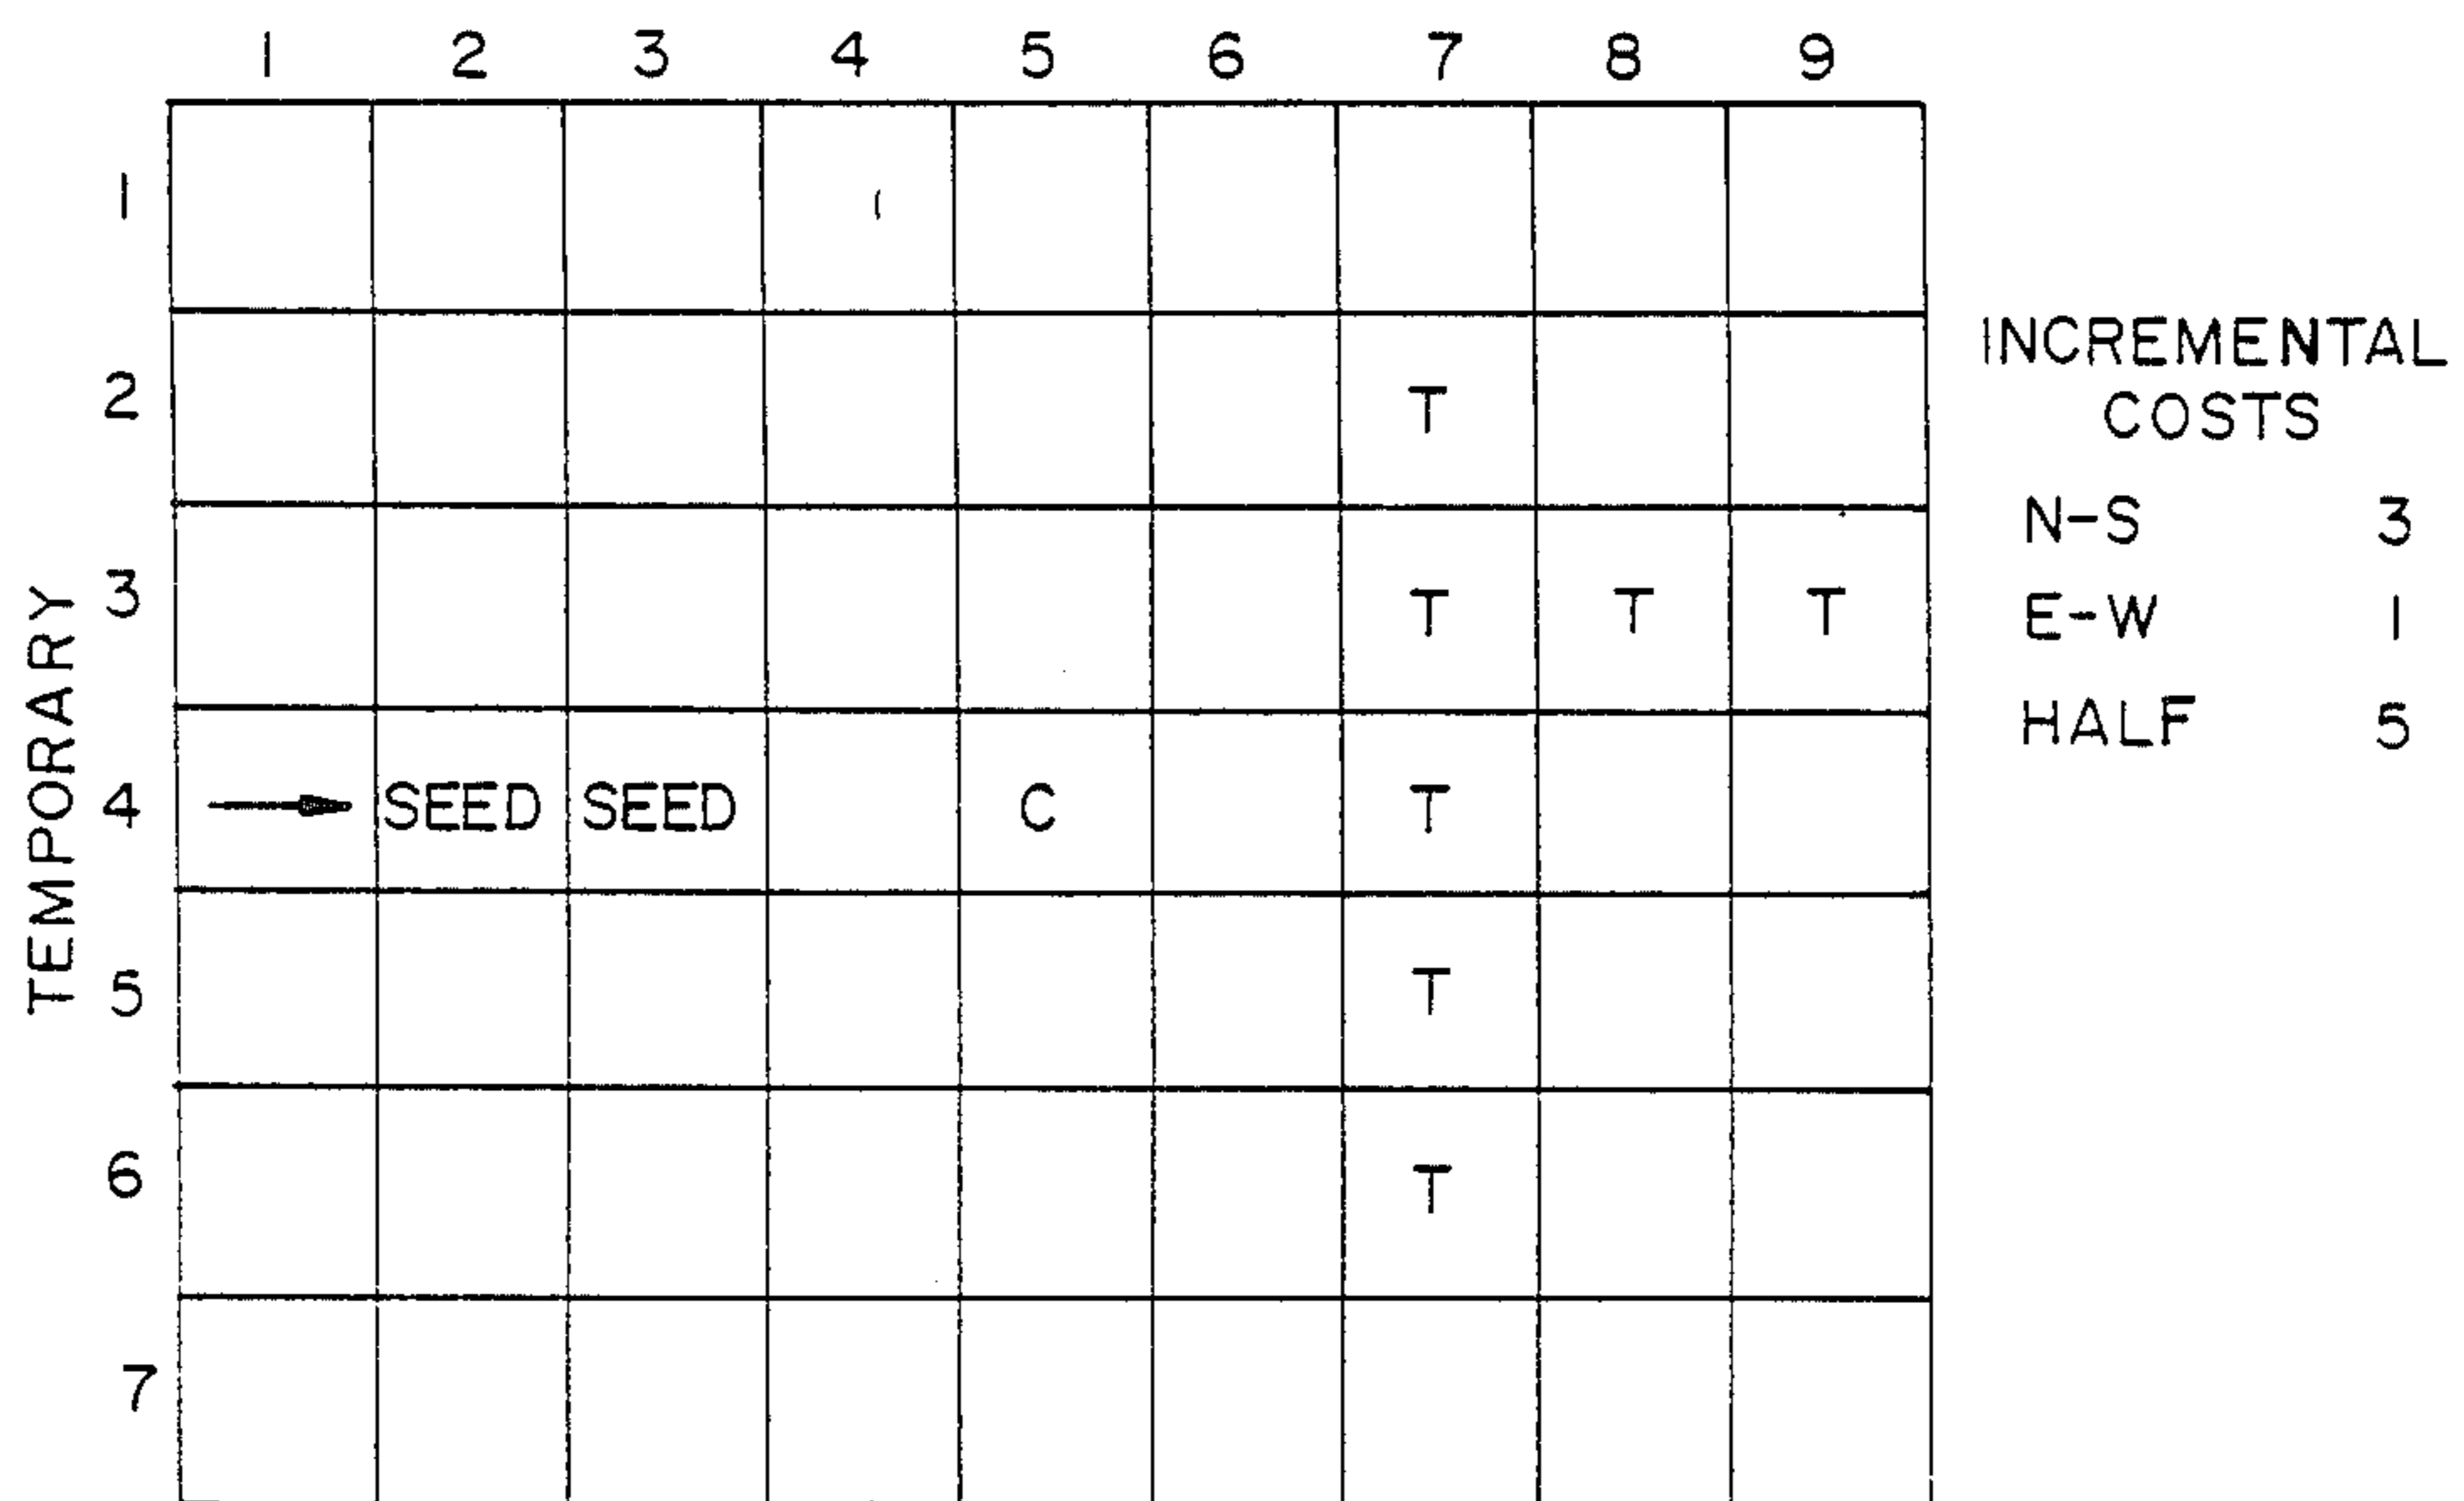 1 2 3 4 5 6 7 8 9
TEMPORARY
1
2 T
3 T T T
4 SEED SEED C T
5 T
6 T
7
INCREMENTAL
COSTS
N-S 3
E-W 1
HALF 5